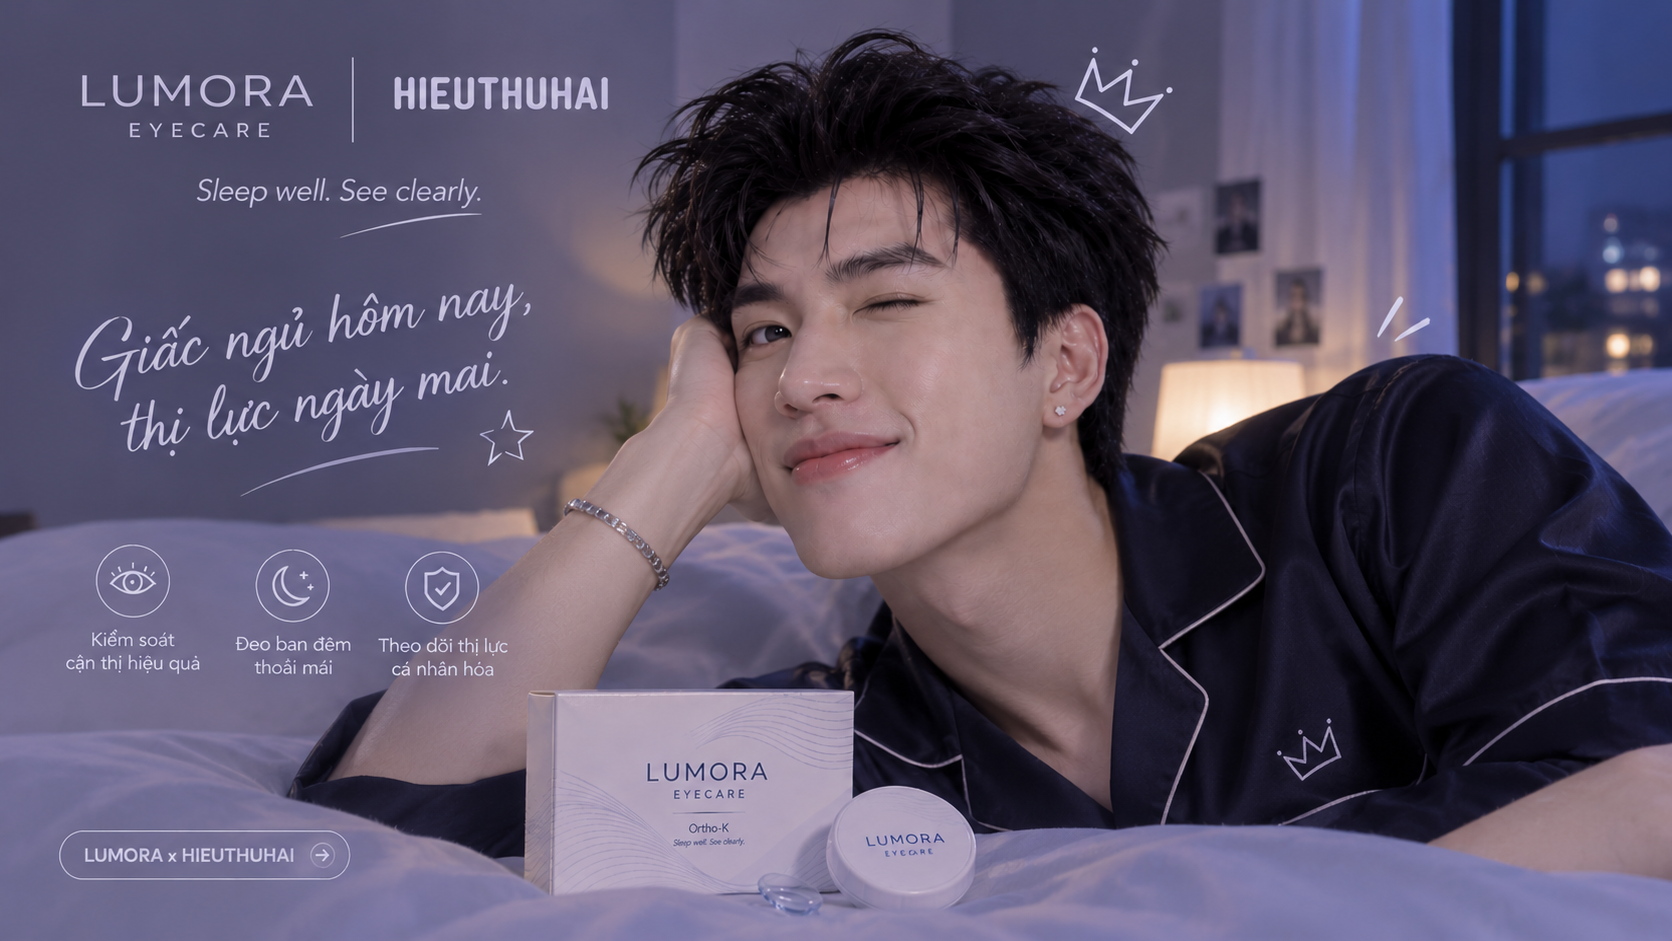 LUMORA
EYECARE
HIEUTHUHAI
Sleep well. See clearly.
Giấc ngủ hôm nay,
thị lực ngày mai.
Kiểm soát
cận thị hiệu quả
Đeo ban đêm
thoải mái
Theo dõi thị lực
cá nhân hóa
LUMORA
EYECARE
Ortho-K
Sleep well. See clearly.
LUMORA
EYECARE
LUMORA x HIEUTHUHAI